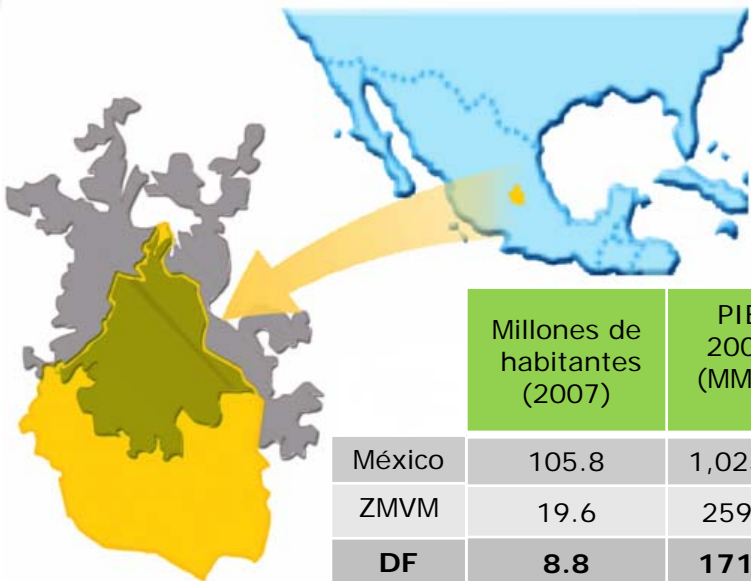 Millones de
habitantes
(2007)
México 105.8
ZMVM 19.6 259
DF 8.8 171